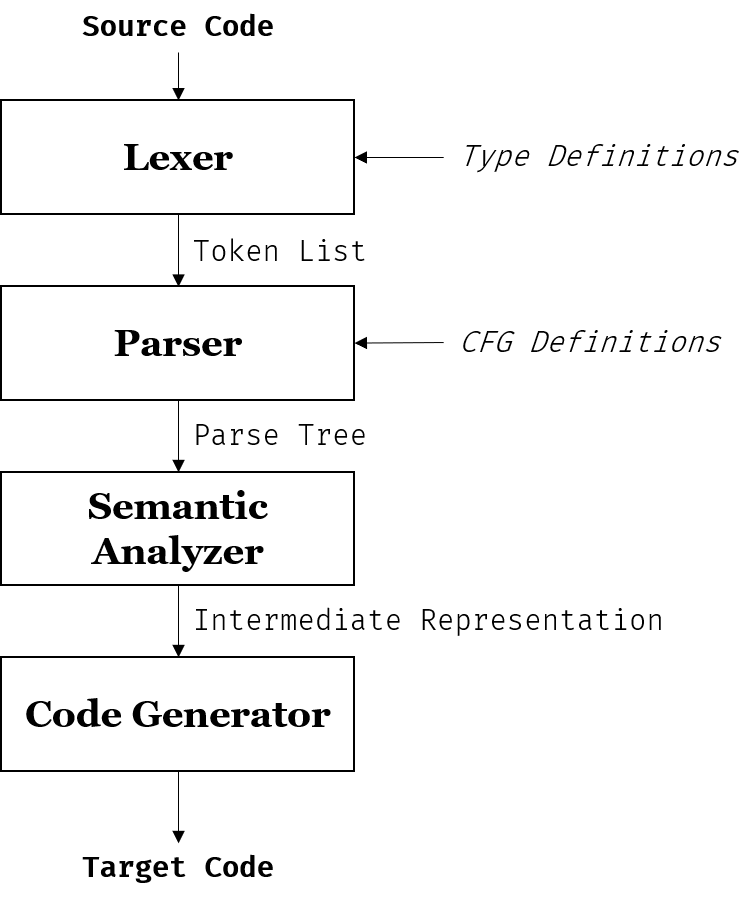 Source Code
Lexer
Type Definitions
Token List
Parser
CFG Definitions
Parse Tree
Semantic
Analyzer
Intermediate Representation
Code Generator
Target Code